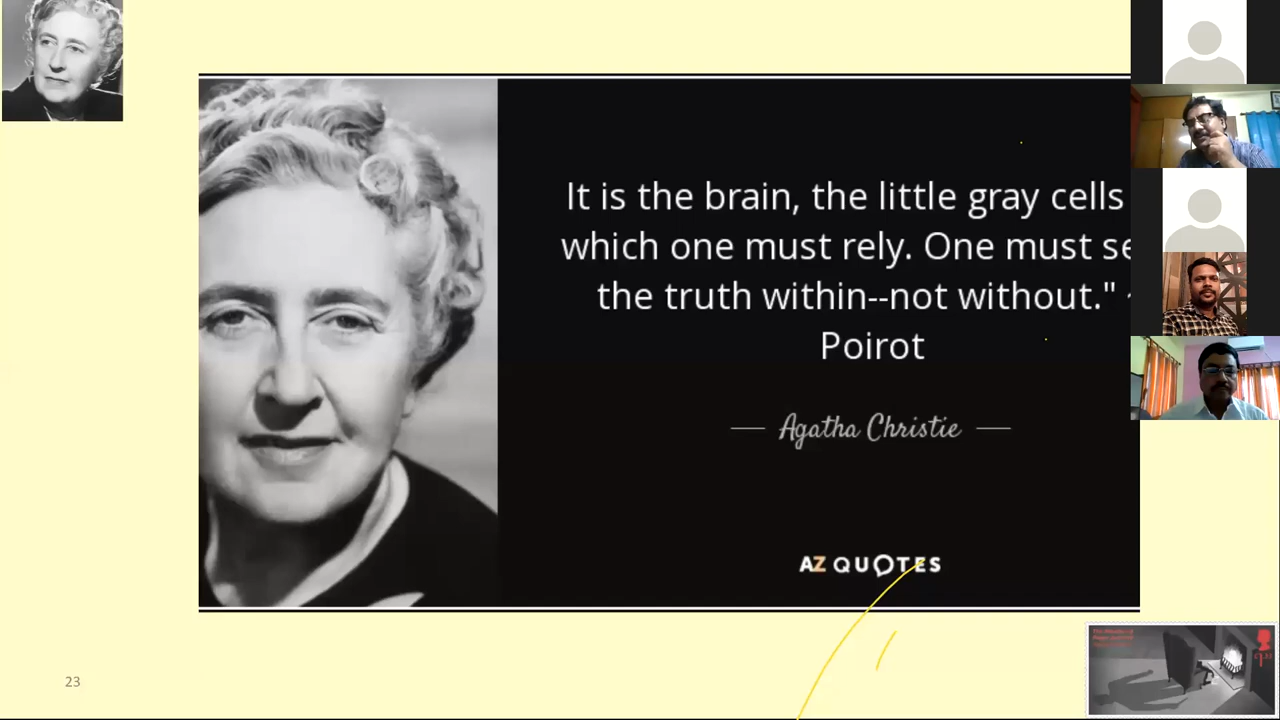 It is the brain, the little gray cells
which one must rely. One must se
the truth within--not without." ~
Poirot
Agatha Christie
AZ QUOTES
23